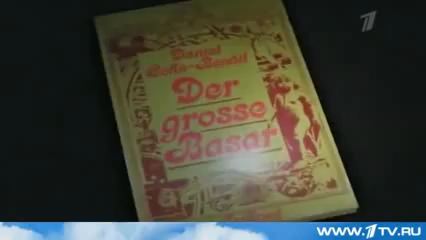 Daniel
Cohn-Bendit
Der
grosse
Basar
WWW.1TV.RU